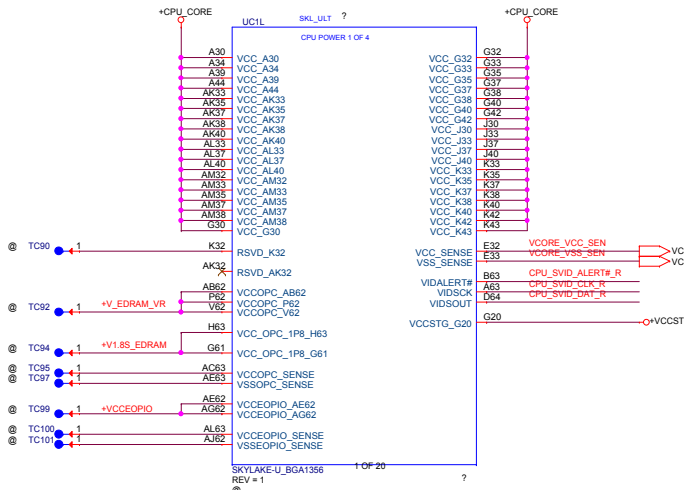 +CPU_CORE +CPU_CORE
UC1L SKL_ULT ?
CPU POWER 1 OF 4
A30 VCC_A30 VCC_G32 G32
A34 VCC_A34 VCC_G33 G33
A39 VCC_A39 VCC_G35 G35
A44 VCC_A44 VCC_G37 G37
AK33 VCC_AK33 VCC_G38 G38
AK35 VCC_AK35 VCC_G40 G40
AK37 VCC_AK37 VCC_G42 G42
AK38 VCC_AK38 VCC_J30 J30
AK40 VCC_AK40 VCC_J33 J33
AL33 VCC_AL33 VCC_J37 J37
AL37 VCC_AL37 VCC_J40 J40
AL40 VCC_AL40 VCC_K33 K33
AM32 VCC_AM32 VCC_K35 K35
AM33 VCC_AM33 VCC_K37 K37
AM35 VCC_AM35 VCC_K38 K38
AM37 VCC_AM37 VCC_K40 K40
AM38 VCC_AM38 VCC_K42 K42
G30 VCC_G30 VCC_K43 K43
@ TC90 1 K32 RSVD_K32 VCC_SENSE E32 VCORE_VCC_SEN VC
VSS_SENSE E33 VCORE_VSS_SEN VC
AK32 RSVD_AK32
VIDALERT# B63 CPU_SVID_ALERT#_R
VIDSCK A63 CPU_SVID_CLK_R
VIDSOUT D64 CPU_SVID_DAT_R
AB62 VCCOPC_AB62
P62 VCCOPC_P62
@ TC92 1 +V_EDRAM_VR V62 VCCOPC_V62
VCCSTG_G20 G20 +VCCST
H63 VCC_OPC_1P8_H63
@ TC94 1 +V1.8S_EDRAM G61 VCC_OPC_1P8_G61
@ TC95 1 AC63 VCCOPC_SENSE
@ TC97 1 AE63 VSSOPC_SENSE
AE62 VCCEOPIO_AE62
@ TC99 1 +VCCEOPIO AG62 VCCEOPIO_AG62
@ TC100 1 AL63 VCCEOPIO_SENSE
@ TC101 1 AJ62 VSSEOPIO_SENSE
SKYLAKE-U_BGA1356 1 OF 20
REV = 1 ?
@